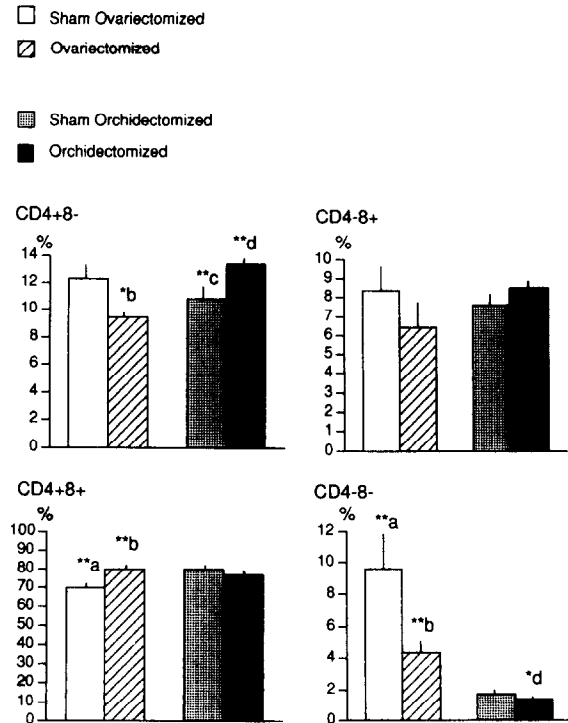 Sham Ovariectomized
Ovariectomized
Sham Orchidectomized
Orchidectomized
CD4+8-
%
14
12
10
12
6
4
2
0
*b
**c
**d
CD4-8+
%
10
9
8
7
6
5
4
3
2
1
0
CD4+8+
%
100
90
80
70
60
50
40
30
20
10
0
**a
**b
CD4-8-
%
12
10
8
6
4
2
0
**a
**b
*d